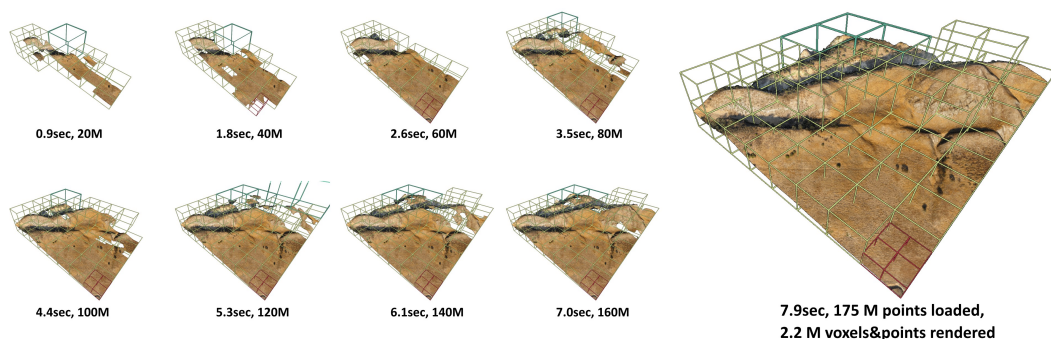 0.9sec, 20M
1.8sec, 40M
2.6sec, 60M
3.5sec, 80M
4.4sec, 100M
5.3sec, 120M
6.1sec, 140M
7.0sec, 160M
7.9sec, 175 M points loaded,
2.2 M voxels&points rendered